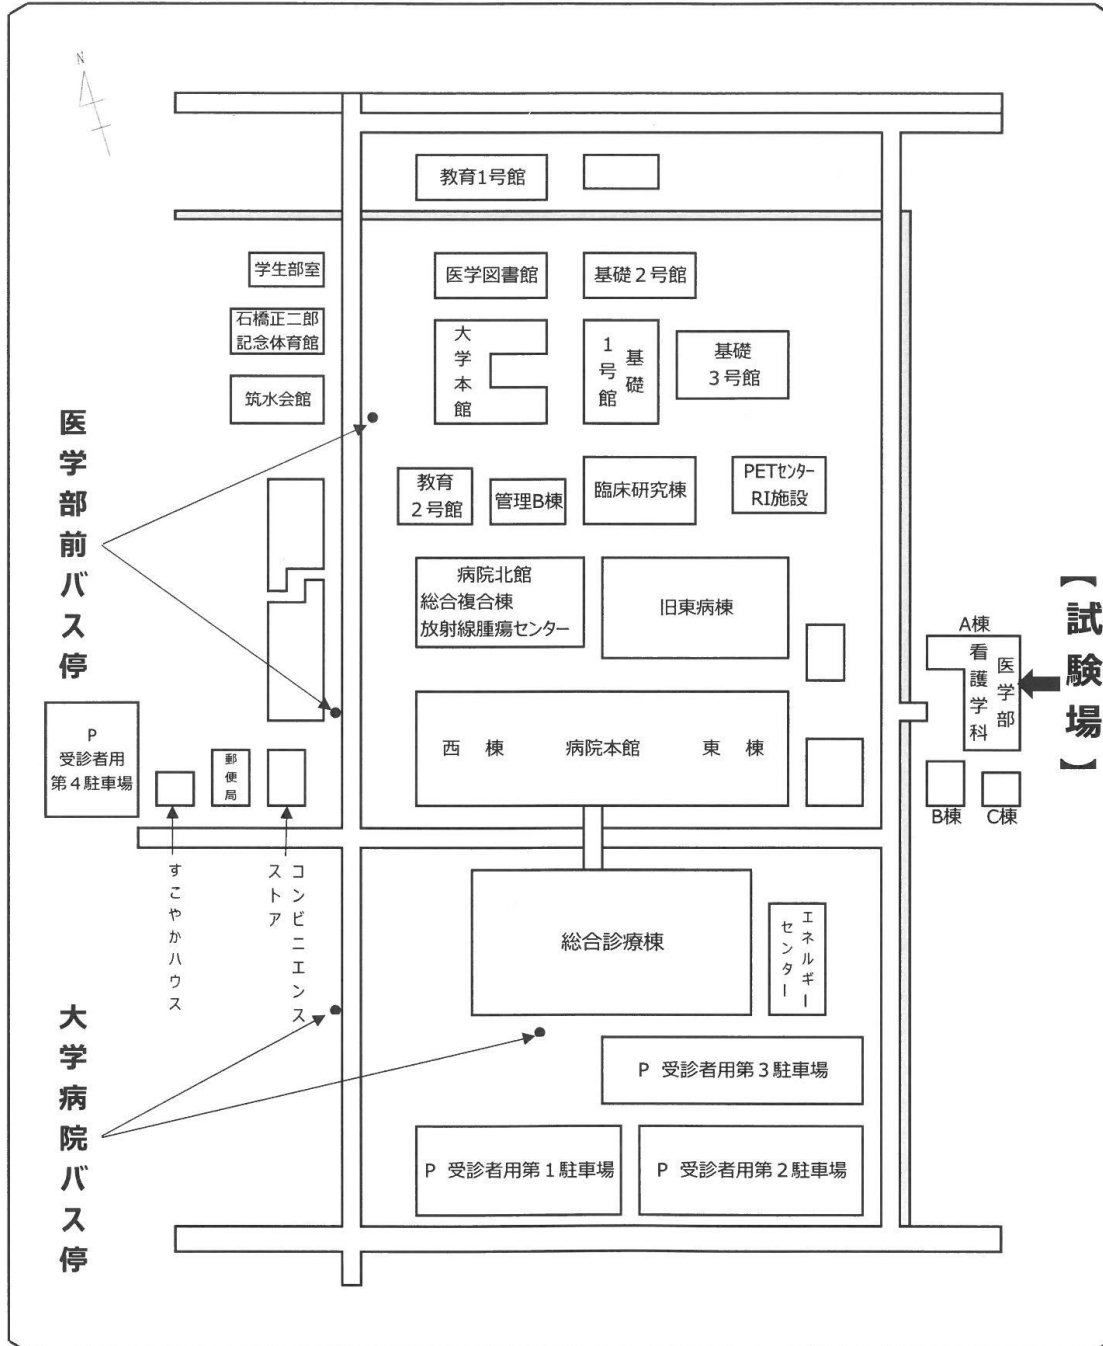 N
教育1号館
学生部室
医学図書館
基礎2号館
石橋正二郎
記念体育館
大学本館
基礎
1号館
基礎
3号館
筑水会館
医学部前バス停
教育
2号館
管理B棟
臨床研究棟
PETセンター
RI施設
病院北館
総合複合棟
放射線腫瘍センター
旧東病棟
【試験場】
A棟
医学部
看護学科
P
受診者用
第4駐車場
郵便局
西 棟 病院本館 東 棟
B棟 C棟
すこやかハウス
コンビニエンス
ストア
総合診療棟
エネルギー
センター
大学病院バス停
P 受診者用第3駐車場
P 受診者用第1駐車場
P 受診者用第2駐車場